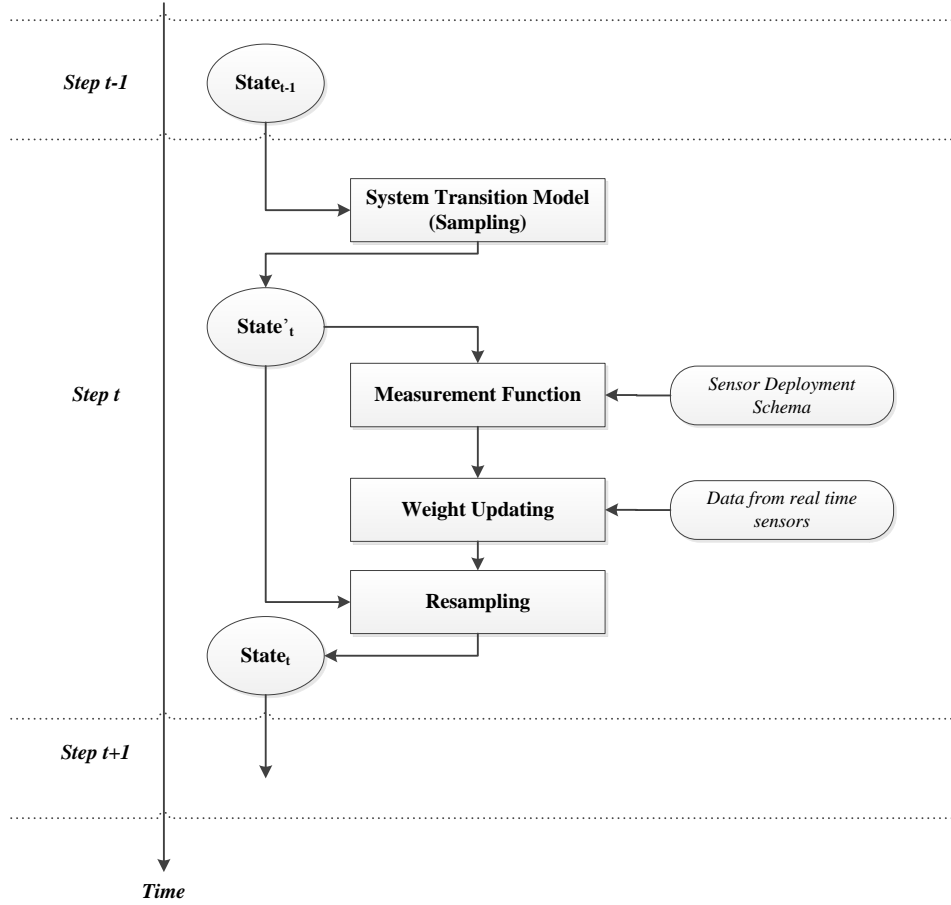 Step t-1
State_{t-1}
System Transition Model
(Sampling)
State’_t
Step t
Measurement Function
Sensor Deployment
Schema
Weight Updating
Data from real time
sensors
Resampling
State_t
Step t+1
Time